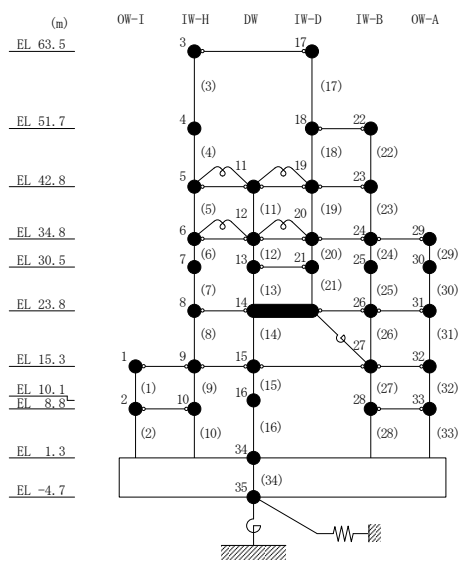 (m) OW-I IW-H DW IW-D IW-B OW-A
EL 63.5 3 17
(3) (17)
EL 51.7 4 18 22
(4) 11 19 (18) (22)
EL 42.8 5 23
(5) 12 (11) 20 (19) (23)
EL 34.8 6 24 29
(6) (12) (20) (24) (29)
EL 30.5 7 13 21 25 30
(7) (13) (21) (25) (30)
EL 23.8 8 14 26 31
(8) (14) (26) (31)
27
EL 15.3 1 9 15 32
(1) (9) (15) (27) (32)
EL 10.1 16
EL 8.8 2 10 28 33
(2) (10) (16) (28) (33)
EL 1.3 34
(34)
EL -4.7 35